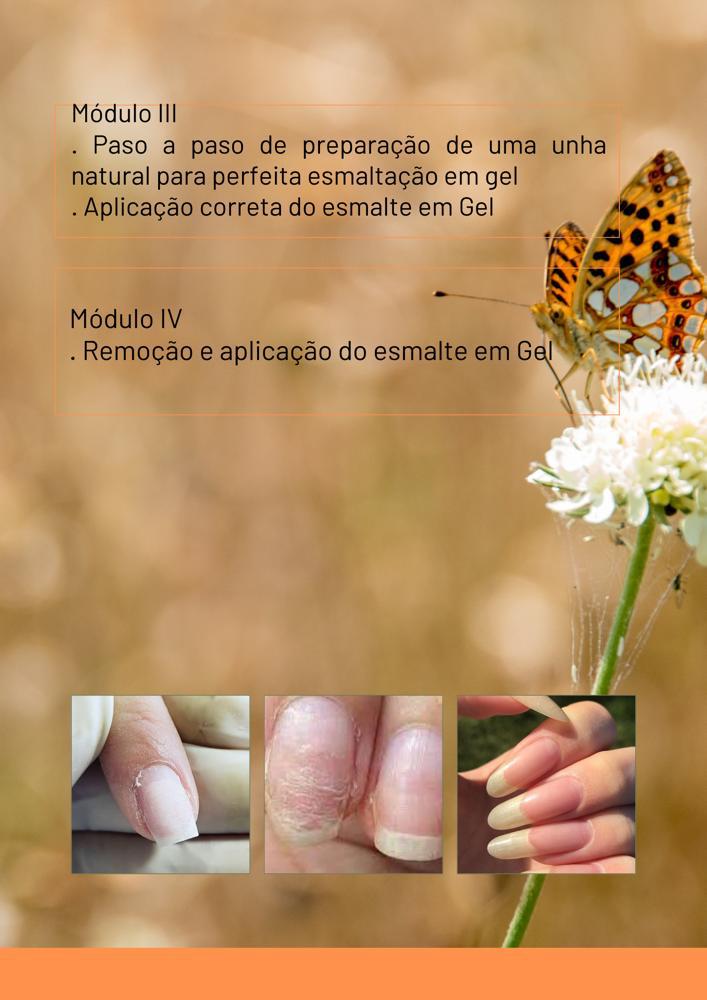 Módulo III
. Paso a paso de preparação de uma unha
natural para perfeita esmaltação em gel
. Aplicação correta do esmalte em Gel
Módulo IV
. Remoção e aplicação do esmalte em Gel